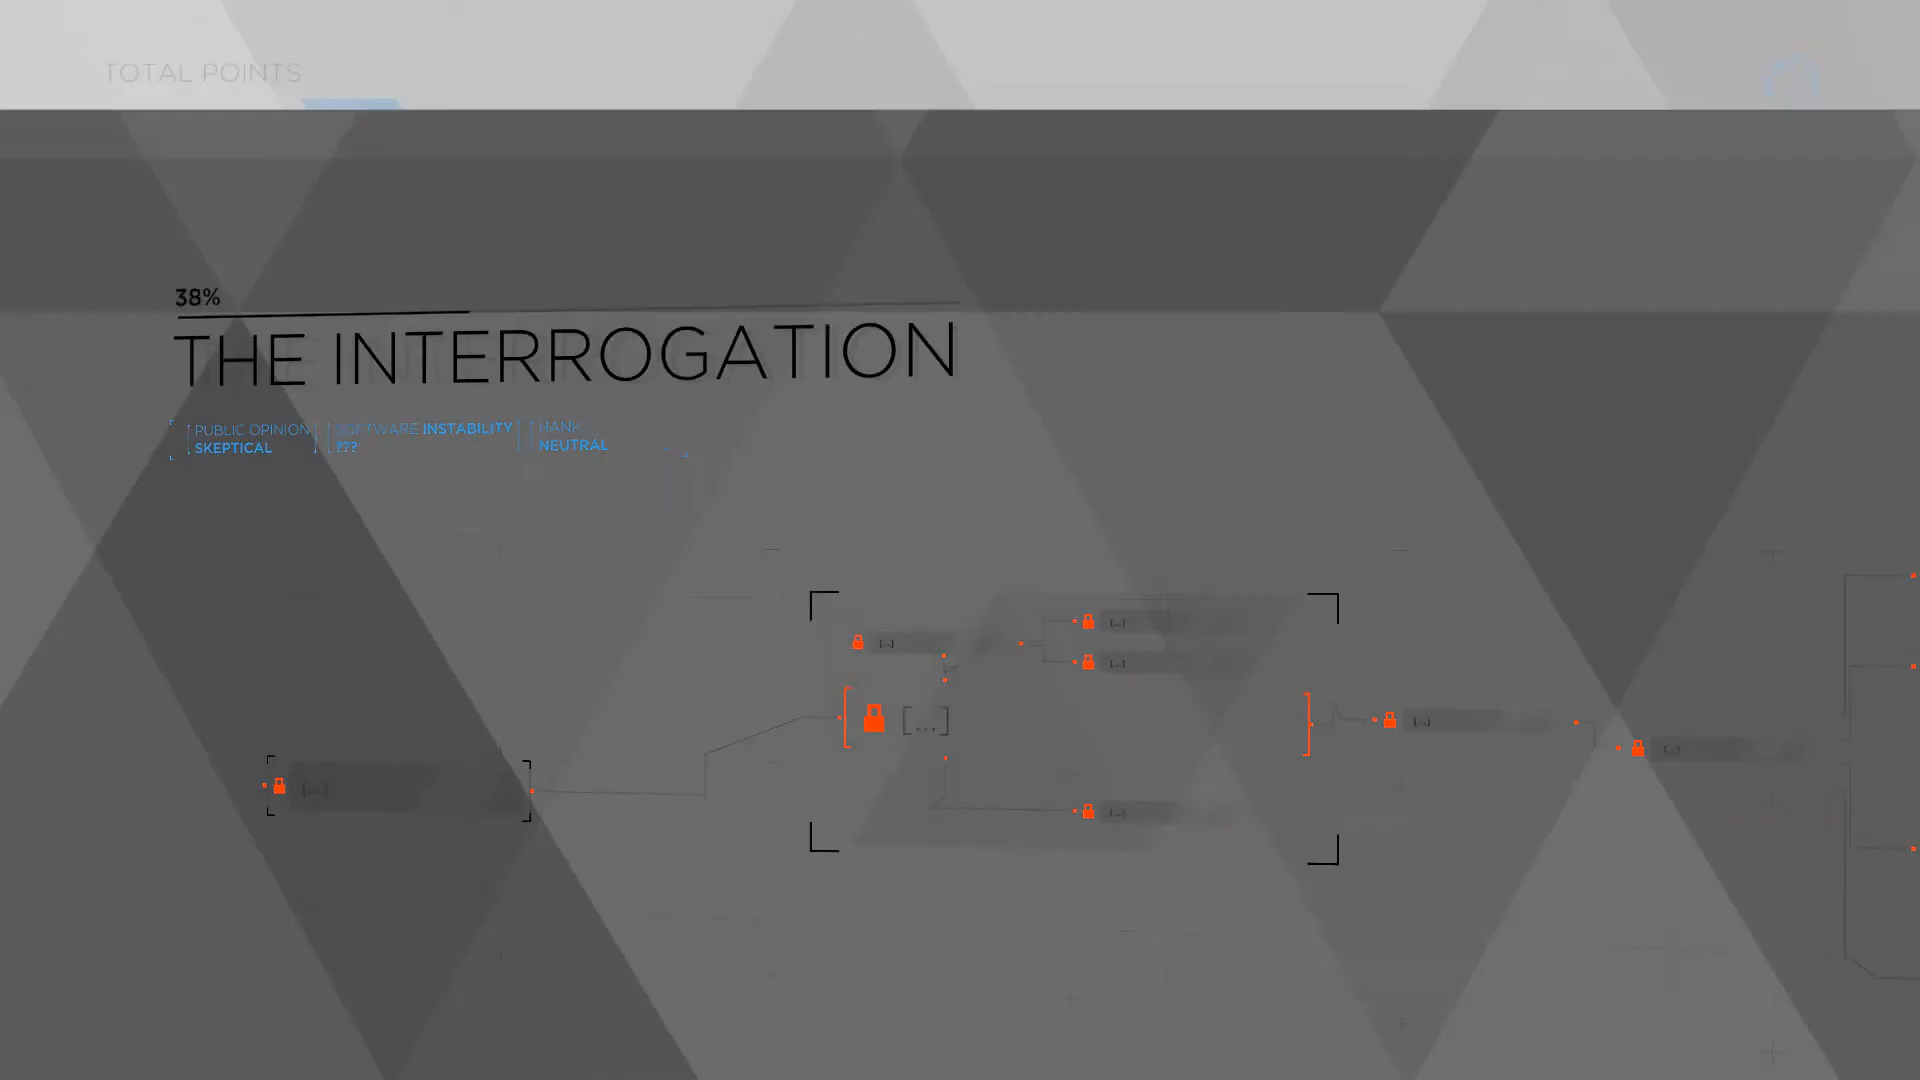 TOTAL POINTS
38%
THE INTERROGATION
PUBLIC OPINION
SKEPTICAL
SOFTWARE INSTABILITY
???
HANK
NEUTRAL
[...]
[...]
[...]
[...]
[...]
[...]
[...]
[...]